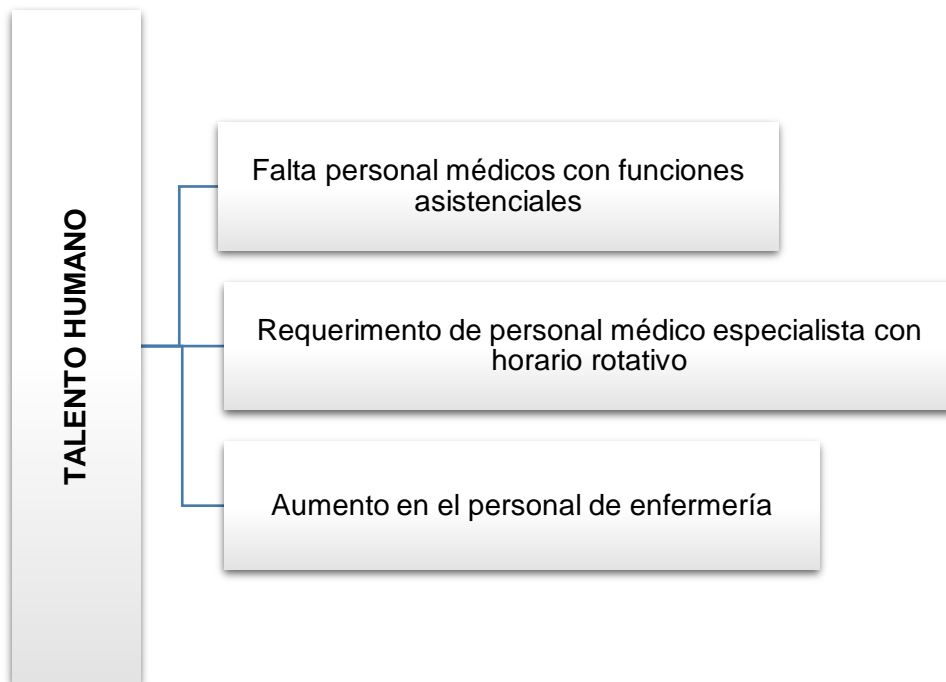 TALENTO HUMANO
Falta personal médicos con funciones
asistenciales
Requerimento de personal médico especialista con
horario rotativo
Aumento en el personal de enfermería